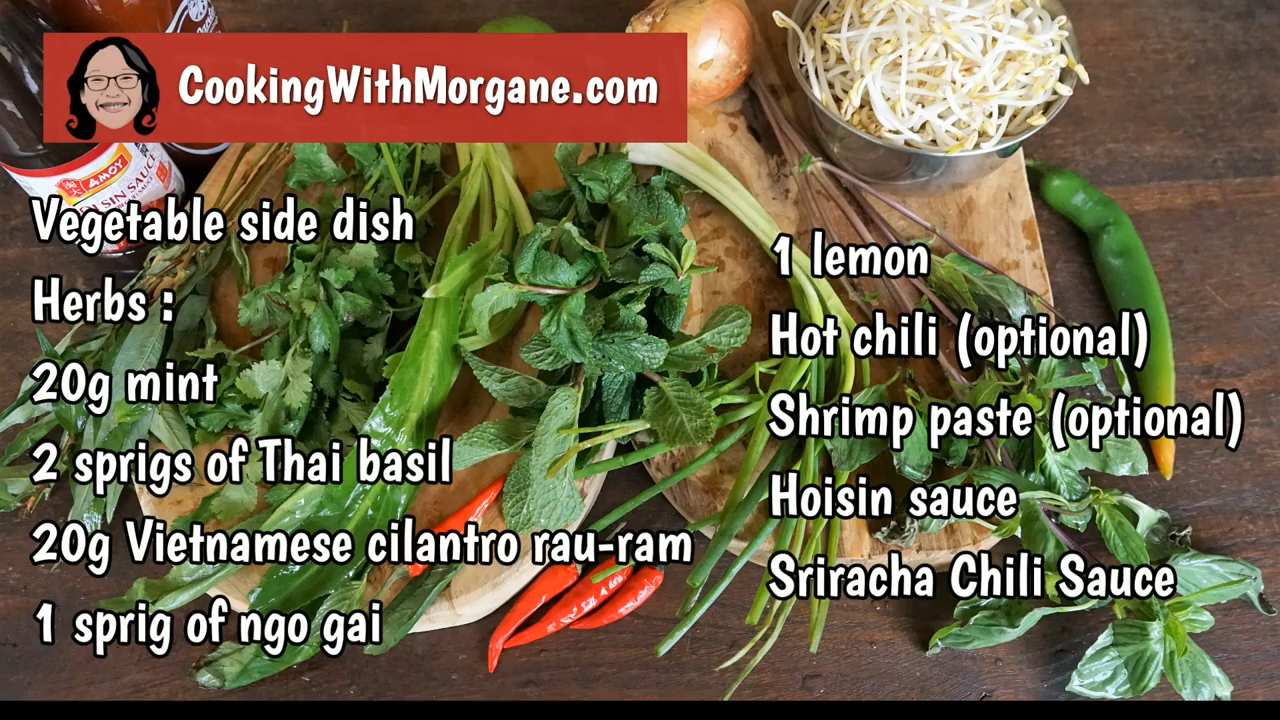 CookingWithMorgane.com
AMOY
Vegetable side dish
Herbs :
20g mint
2 sprigs of Thai basil
20g Vietnamese cilantro rau-ram
1 sprig of ngo gai
1 lemon
Hot chili (optional)
Shrimp paste (optional)
Hoisin sauce
Sriracha Chili Sauce